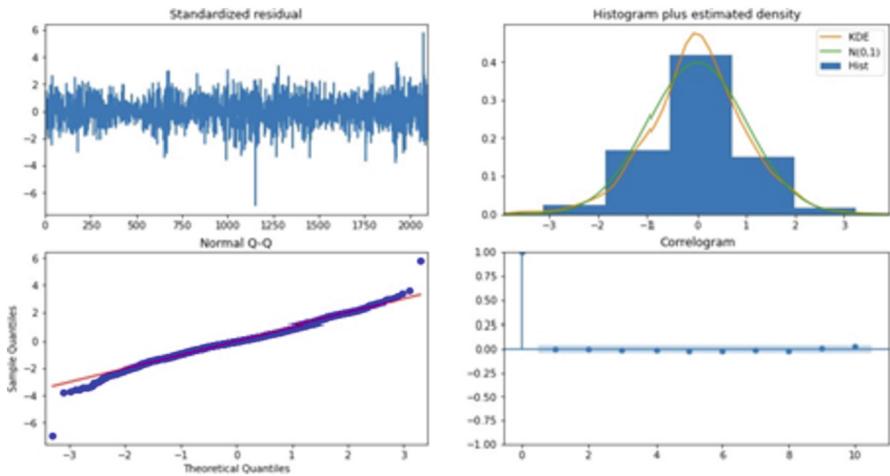 Standardized residual
6
4
2
0
−2
−4
−6
0 250 500 750 1000 1250 1500 1750 2000
Histogram plus estimated density
KDE
N(0,1)
Hist
0.4
0.3
0.2
0.1
0.0
−3 −2 −1 0 1 2 3
Normal Q-Q
Sample Quantiles
6
4
2
0
−2
−4
−6
−3 −2 −1 0 1 2 3
Theoretical Quantiles
Correlogram
1.00
0.75
0.50
0.25
0.00
−0.25
−0.50
−0.75
−1.00
0 2 4 6 8 10